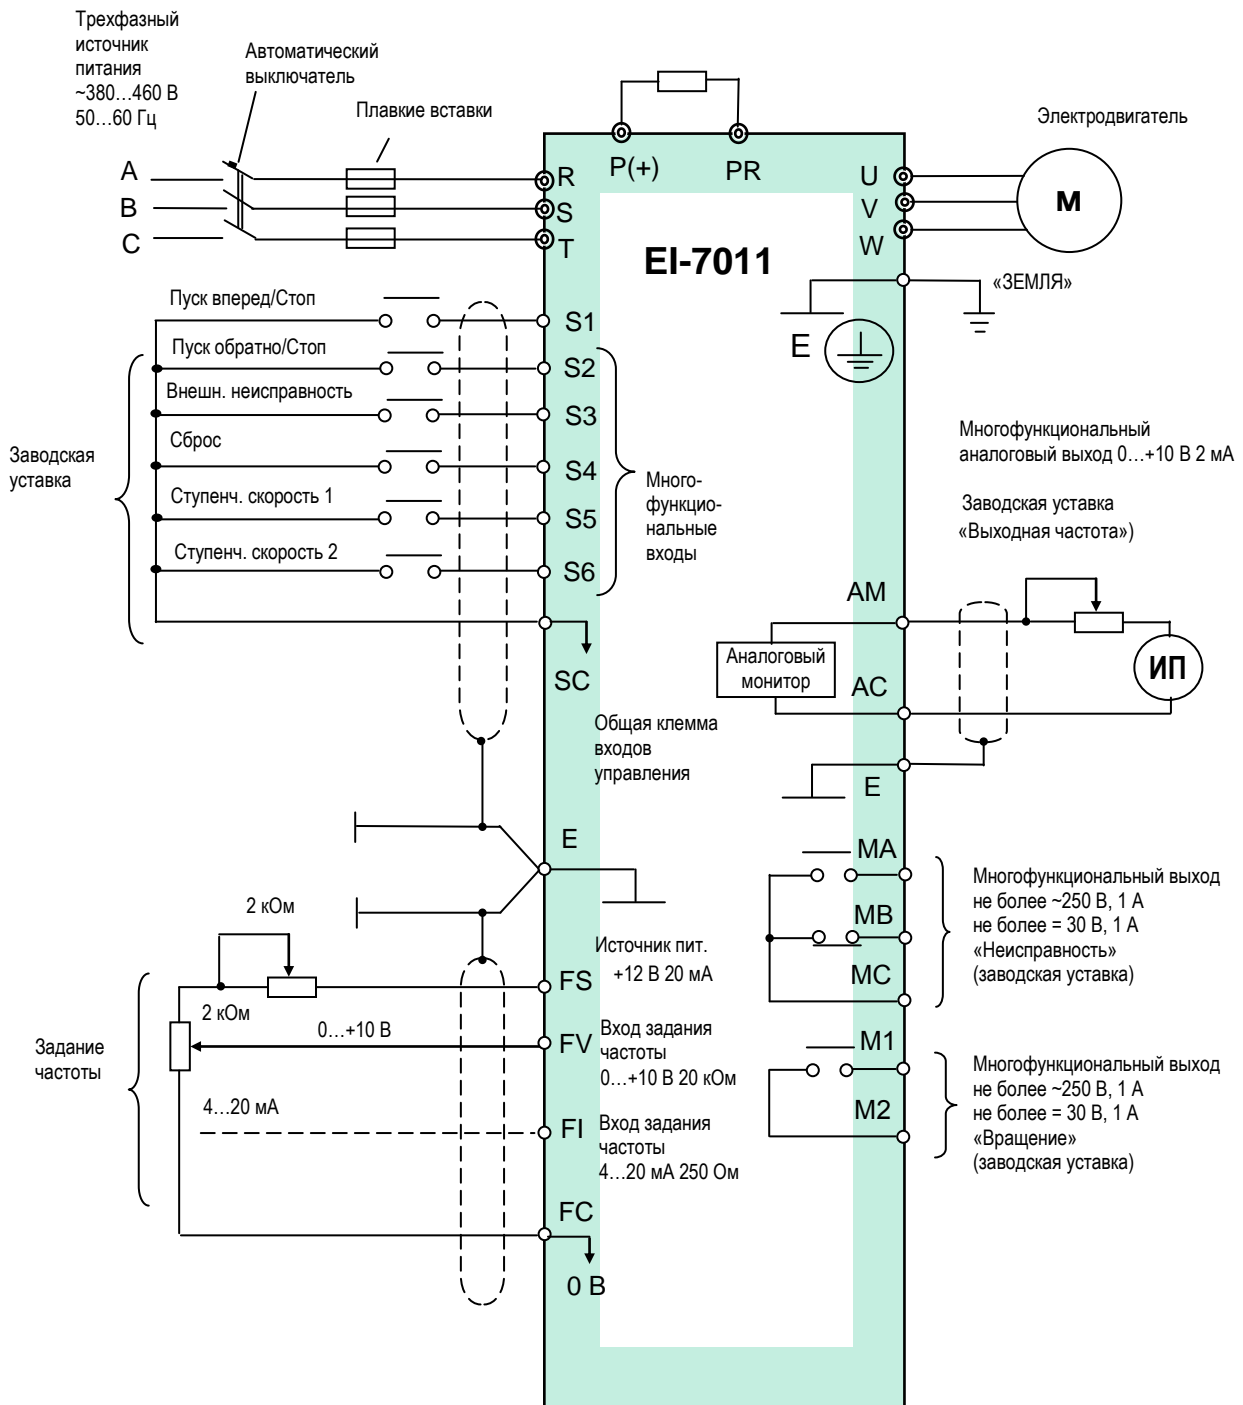 Трехфазный
источник
питания
~380…460 В
50…60 Гц
Автоматический
выключатель
Плавкие вставки
Электродвигатель
A
B
C
R
S
T
P(+)
PR
U
V
W
М
EI-7011
«ЗЕМЛЯ»
E
Пуск вперед/Стоп
S1
Пуск обратно/Стоп
S2
Внешн. неисправность
S3
Сброс
S4
Ступенч. скорость 1
S5
Ступенч. скорость 2
S6
Заводская
уставка
Много-
функцио-
нальные
входы
SC
Общая клемма
входов
управления
Многофункциональный
аналоговый выход 0…+10 В 2 мА
Заводская уставка
«Выходная частота»)
AM
Аналоговый
монитор
AC
ИП
E
E
MA
MB
MC
Многофункциональный выход
не более ~250 В, 1 А
не более = 30 В, 1 А
«Неисправность»
(заводская уставка)
M1
M2
Многофункциональный выход
не более ~250 В, 1 А
не более = 30 В, 1 А
«Вращение»
(заводская уставка)
2 кОм
Источник пит.
+12 В 20 мА
FS
2 кОм
0…+10 В
FV
Вход задания
частоты
0…+10 В 20 кОм
Задание
частоты
4…20 мА
FI
Вход задания
частоты
4…20 мА 250 Ом
FC
0 В